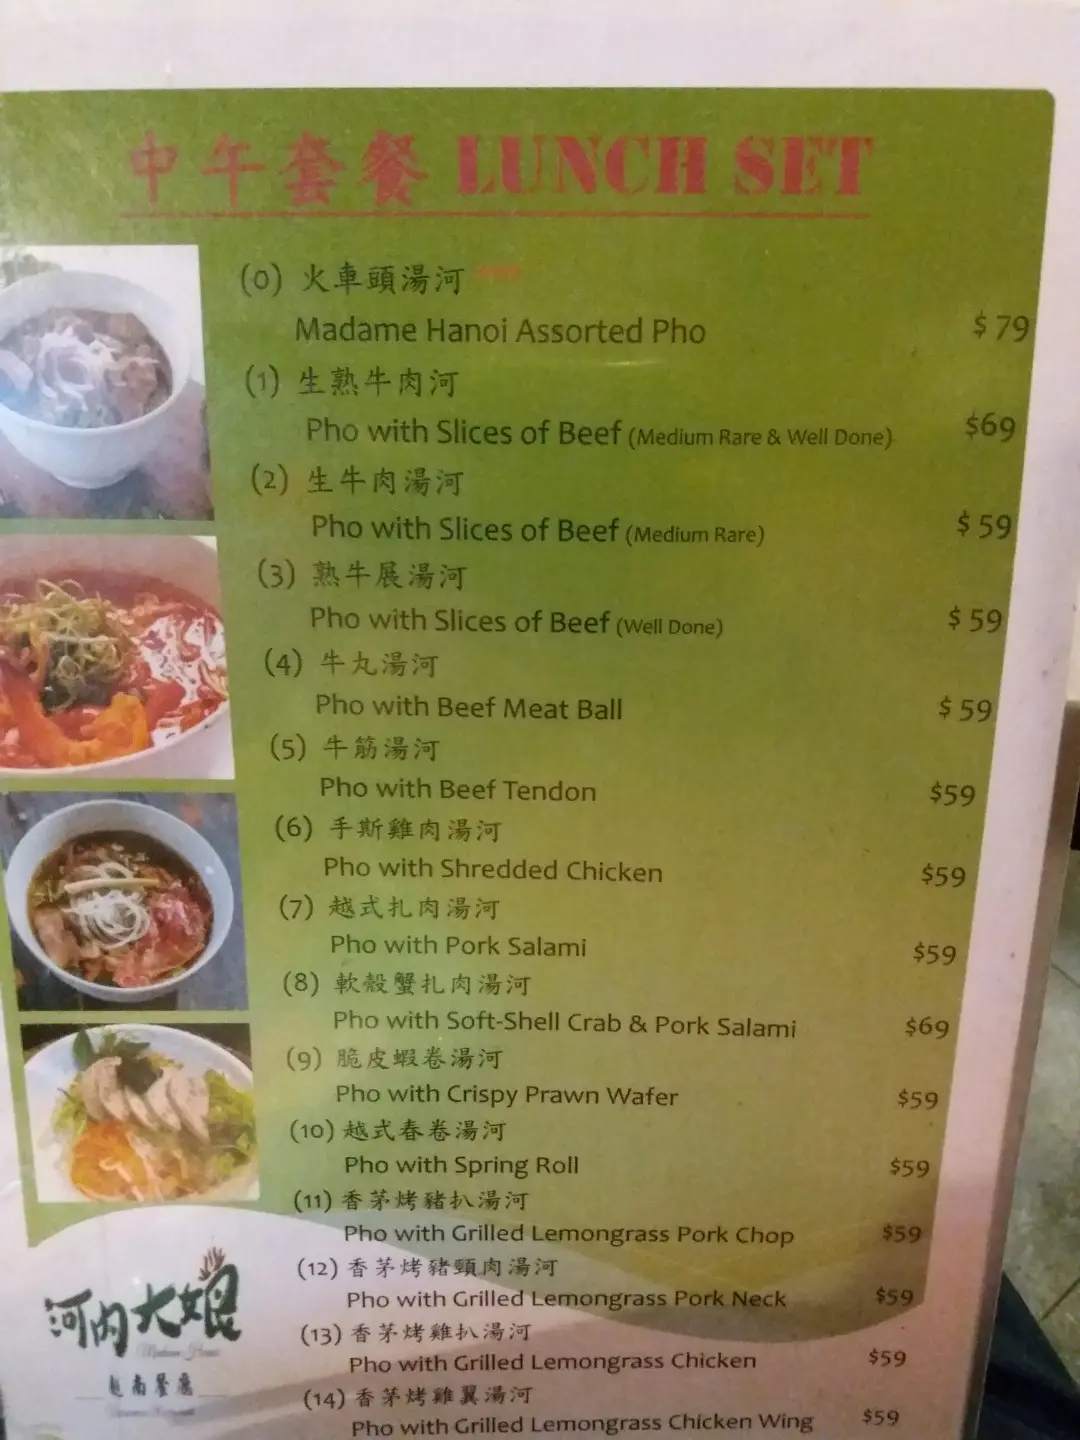 中午套餐 LUNCH SET
(0) 火車頭湯河
Madame Hanoi Assorted Pho $ 79
(1) 生熟牛肉河
Pho with Slices of Beef (Medium Rare & Well Done) $69
(2) 生牛肉湯河
Pho with Slices of Beef (Medium Rare) $ 59
(3) 熟牛展湯河
Pho with Slices of Beef (Well Done) $ 59
(4) 牛丸湯河
Pho with Beef Meat Ball $ 59
(5) 牛筋湯河
Pho with Beef Tendon $59
(6) 手斯雞肉湯河
Pho with Shredded Chicken $59
(7) 越式扎肉湯河
Pho with Pork Salami $59
(8) 軟殼蟹扎肉湯河
Pho with Soft-Shell Crab & Pork Salami $69
(9) 脆皮蝦卷湯河
Pho with Crispy Prawn Wafer $59
(10) 越式春卷湯河
Pho with Spring Roll $59
(11) 香茅烤豬扒湯河
Pho with Grilled Lemongrass Pork Chop $59
(12) 香茅烤豬頸肉湯河
Pho with Grilled Lemongrass Pork Neck $59
(13) 香茅烤雞扒湯河
Pho with Grilled Lemongrass Chicken $59
(14) 香茅烤雞翼湯河
Pho with Grilled Lemongrass Chicken Wing $59
河內大娘
Madame Hanoi
越南餐廳